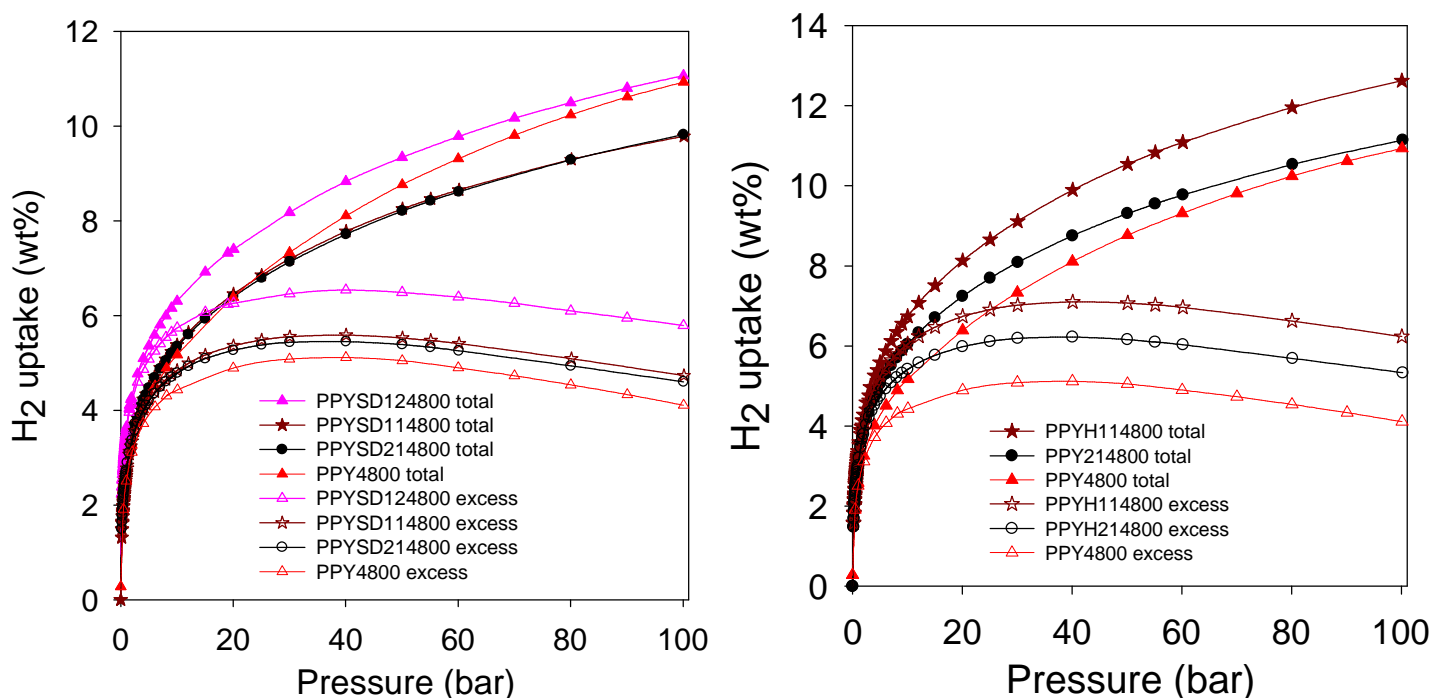 H2 uptake (wt%)
12
10
8
6
4
2
0
PPYSD124800 total
PPYSD114800 total
PPYSD214800 total
PPY4800 total
PPYSD124800 excess
PPYSD114800 excess
PPYSD214800 excess
PPY4800 excess
0 20 40 60 80 100
Pressure (bar)
H2 uptake (wt%)
14
12
10
8
6
4
2
0
PPYH114800 total
PPY214800 total
PPY4800 total
PPYH114800 excess
PPYH214800 excess
PPY4800 excess
0 20 40 60 80 100
Pressure (bar)